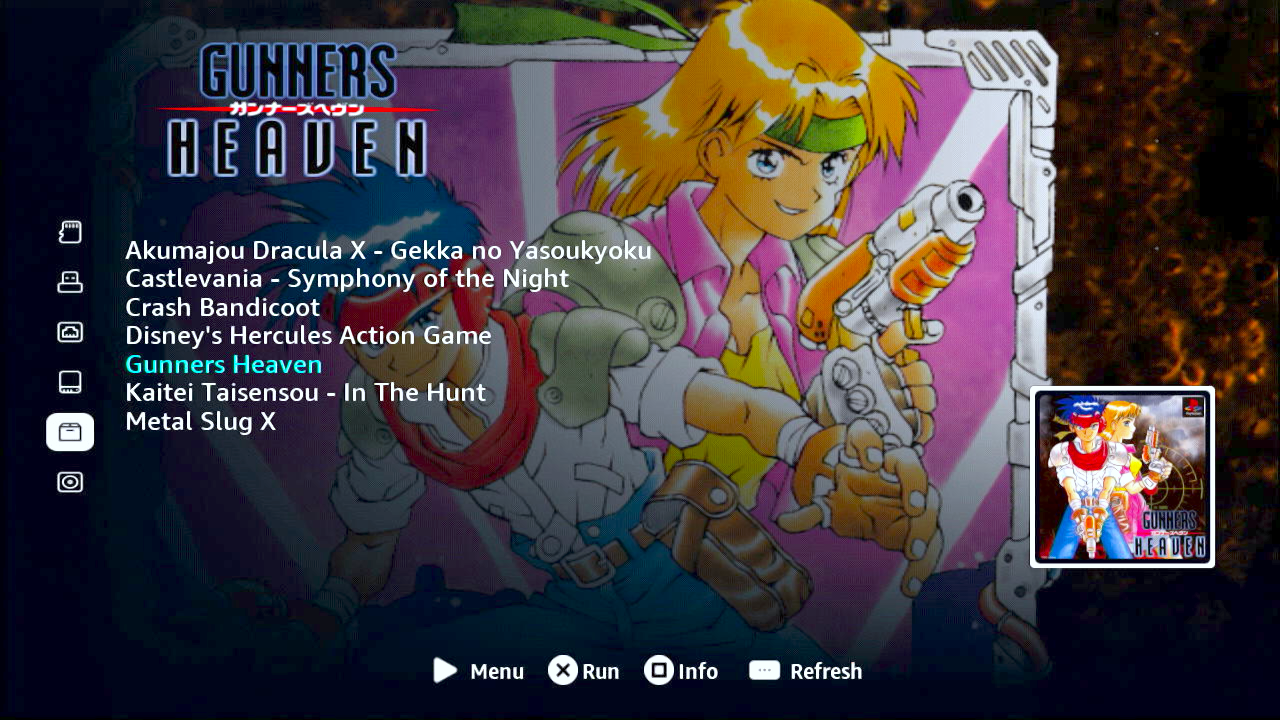 GUNNERS
ガンナーズヘヴン
HEAVEN
Akumajou Dracula X - Gekka no Yasoukyoku
Castlevania - Symphony of the Night
Crash Bandicoot
Disney's Hercules Action Game
Gunners Heaven
Kaitei Taisensou - In The Hunt
Metal Slug X
GUNNERS
HEAVEN
Menu
Run
Info
Refresh